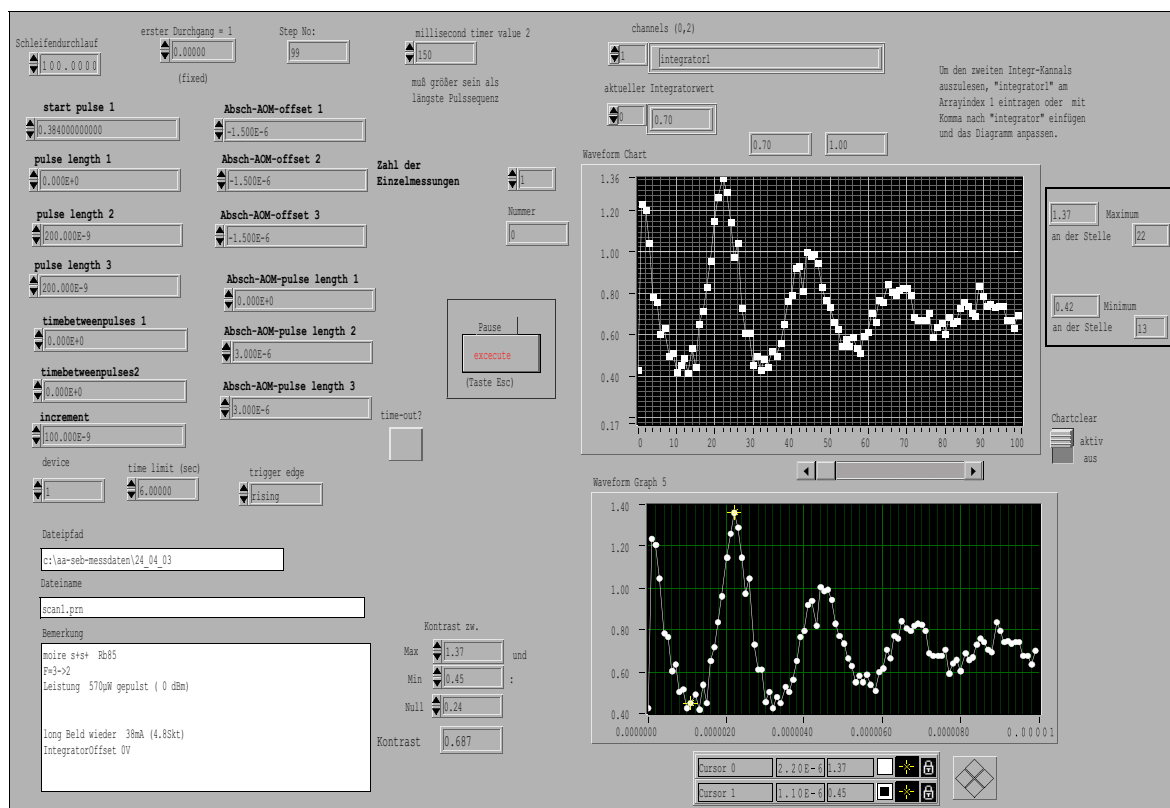 Schleifendurchlauf
100.0000
erster Durchgang = 1
0.00000
(fixed)
Step No:
99
millisecond timer value 2
150
muß größer sein als
längste Pulssequenz
channels (0,2)
1
integrator1
aktueller Integratorwert
0
0.70
0.70
1.00
Um den zweiten Integr-Kannals
auszulesen, "integrator1" am
Arrayindex 1 eintragen oder mit
Komma nach "integrator" einfügen
und das Diagramm anpassen.
start pulse 1
0.384000000000
pulse length 1
0.000E+0
pulse length 2
200.000E-9
pulse length 3
200.000E-9
timebetweenpulses 1
0.000E+0
timebetweenpulses2
0.000E+0
increment
100.000E-9
Absch-AOM-offset 1
-1.500E-6
Absch-AOM-offset 2
-1.500E-6
Absch-AOM-offset 3
-1.500E-6
Absch-AOM-pulse length 1
0.000E+0
Absch-AOM-pulse length 2
3.000E-6
Absch-AOM-pulse length 3
3.000E-6
Zahl der
Einzelmessungen
1
Nummer
0
Pause
excecute
(Taste Esc)
time-out?
device
1
time limit (sec)
6.00000
trigger edge
rising
Waveform Chart
1.36
1.20
1.00
0.80
0.60
0.40
0.17
0 10 20 30 40 50 60 70 80 90 100
1.37 Maximum
an der Stelle 22
0.42 Minimum
an der Stelle 13
Chartclear
aktiv
aus
Waveform Graph 5
1.40
1.20
1.00
0.80
0.60
0.40
0.0000000 0.0000020 0.0000040 0.0000060 0.0000080 0.00001
Cursor 0 2.20E-6 1.37
Cursor 1 1.10E-6 0.45
Dateipfad
c:\aa-seb-messdaten\24_04_03
Dateiname
scan1.prn
Bemerkung
moire s+s+ Rb85
F=3->2
Leistung 570µW gepulst ( 0 dBm)
long Beld wieder 38mA (4.8Skt)
IntegratorOffset 0V
Kontrast zw.
Max 1.37 und
Min 0.45 :
Null 0.24
Kontrast 0.687